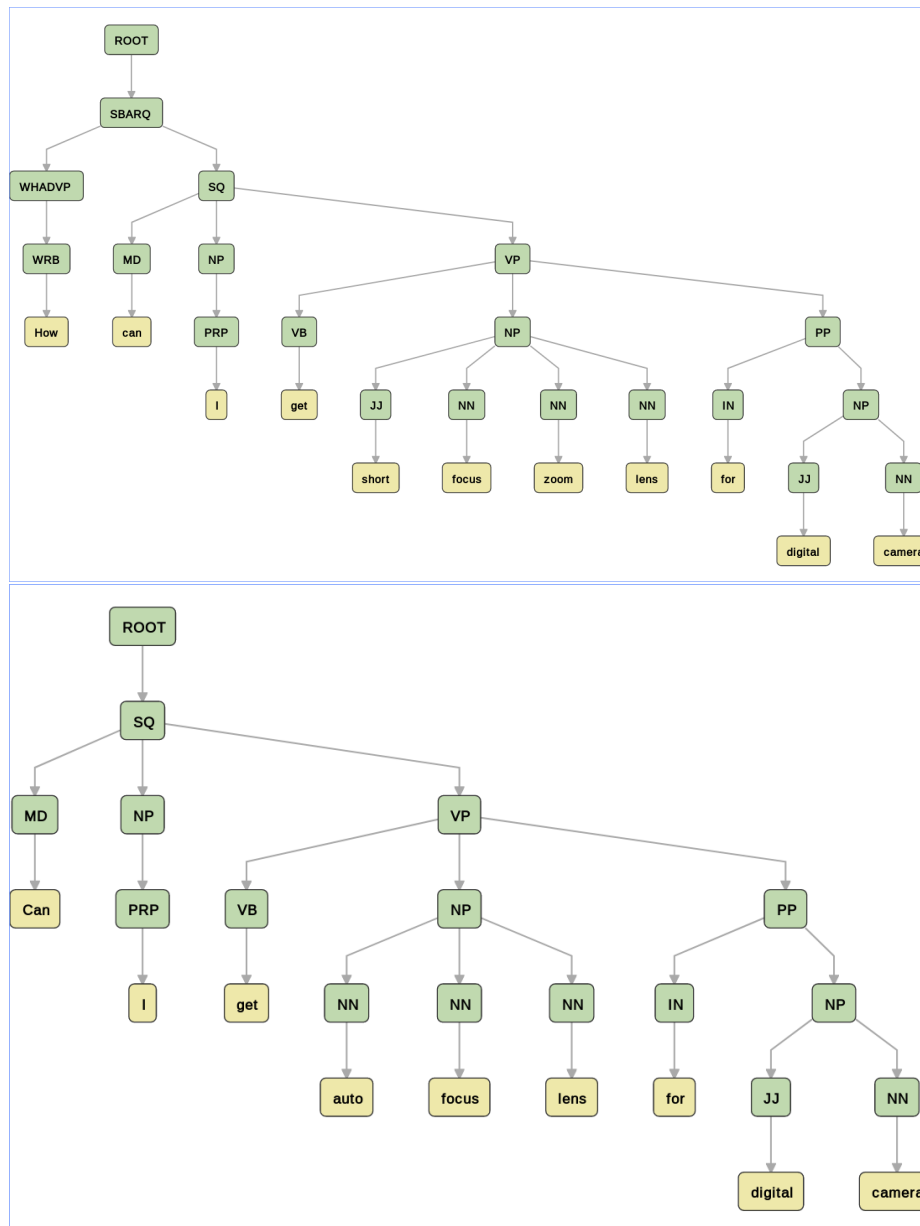 ROOT
SBARQ
WHADVP SQ
WRB MD NP VP
How can PRP VB NP PP
I get JJ NN NN NN IN NP
short focus zoom lens for JJ NN
digital camera
ROOT
SQ
MD NP VP
Can PRP VB NP PP
I get NN NN NN IN NP
auto focus lens for JJ NN
digital camera